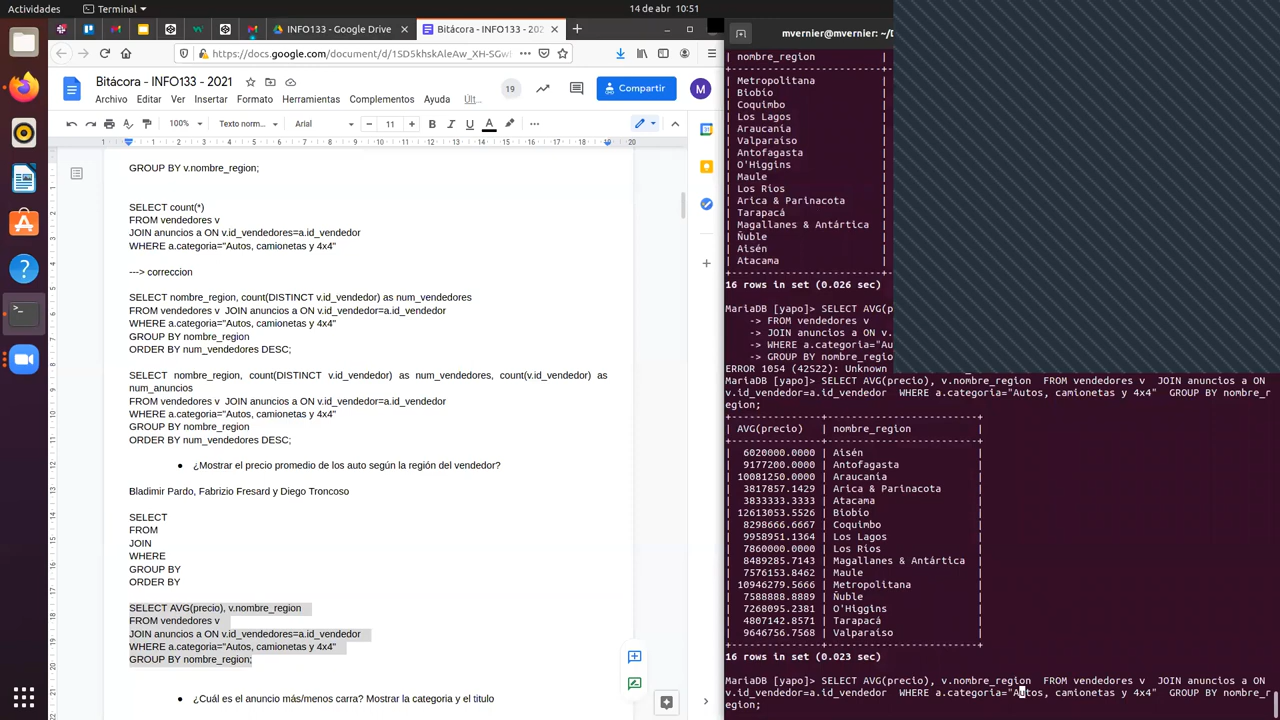 Actividades
Terminal
14 de abr 10:51
INFO133 - Google Drive
Bitácora - INFO133 - 202
https://docs.google.com/document/d/1SD5khskAleAw_XH-SGwI
Bitácora - INFO133 - 2021
19
Compartir
M
Archivo Editar Ver Insertar Formato Herramientas Complementos Ayuda Últ...
100% Texto norm... Arial 11
GROUP BY v.nombre_region;
SELECT count(*)
FROM vendedores v
JOIN anuncios a ON v.id_vendedores=a.id_vendedor
WHERE a.categoria="Autos, camionetas y 4x4"
---> correccion
SELECT nombre_region, count(DISTINCT v.id_vendedor) as num_vendedores
FROM vendedores v JOIN anuncios a ON v.id_vendedor=a.id_vendedor
WHERE a.categoria="Autos, camionetas y 4x4"
GROUP BY nombre_region
ORDER BY num_vendedores DESC;
SELECT nombre_region, count(DISTINCT v.id_vendedor) as num_vendedores, count(v.id_vendedor) as
num_anuncios
FROM vendedores v JOIN anuncios a ON v.id_vendedor=a.id_vendedor
WHERE a.categoria="Autos, camionetas y 4x4"
GROUP BY nombre_region
ORDER BY num_vendedores DESC;
● ¿Mostrar el precio promedio de los auto según la región del vendedor?
Bladimir Pardo, Fabrizio Fresard y Diego Troncoso
SELECT
FROM
JOIN
WHERE
GROUP BY
ORDER BY
SELECT AVG(precio), v.nombre_region
FROM vendedores v
JOIN anuncios a ON v.id_vendedores=a.id_vendedor
WHERE a.categoria="Autos, camionetas y 4x4"
GROUP BY nombre_region;
● ¿Cuál es el anuncio más/menos carra? Mostrar la categoria y el titulo
mvernier@mvernier: ~/D
| nombre_region |
| Metropolitana
| Biobío
| Coquimbo
| Los Lagos
| Araucanía
| Valparaíso
| Antofagasta
| O'Higgins
| Maule
| Los Ríos
| Arica & Parinacota
| Tarapacá
| Magallanes & Antártica
| Ñuble
| Aisén
| Atacama
16 rows in set (0.026 sec)
MariaDB [yapo]> SELECT AVG(p
-> FROM vendedores v
-> JOIN anuncios a ON v.
-> WHERE a.categoria="Au
-> GROUP BY nombre_regio
ERROR 1054 (42S22): Unknown
MariaDB [yapo]> SELECT AVG(precio), v.nombre_region  FROM vendedores v  JOIN anuncios a ON
v.id_vendedor=a.id_vendedor  WHERE a.categoria="Autos, camionetas y 4x4"  GROUP BY nombre_r
egion;
| AVG(precio) | nombre_region |
| 6020000.0000 | Aisén |
| 9177200.0000 | Antofagasta |
| 10081250.0000 | Araucanía |
| 3817857.1429 | Arica & Parinacota |
| 3833333.3333 | Atacama |
| 12613053.5526 | Biobío |
| 8298666.6667 | Coquimbo |
| 9958951.1364 | Los Lagos |
| 7860000.0000 | Los Ríos |
| 8489285.7143 | Magallanes & Antártica |
| 7576153.8462 | Maule |
| 10946279.5666 | Metropolitana |
| 7588888.8889 | Ñuble |
| 7268095.2381 | O'Higgins |
| 4807142.8571 | Tarapacá |
| 9646756.7568 | Valparaíso |
16 rows in set (0.023 sec)
MariaDB [yapo]> SELECT AVG(precio), v.nombre_region  FROM vendedores v  JOIN anuncios a ON
v.id_vendedor=a.id_vendedor  WHERE a.categoria="Autos, camionetas y 4x4"  GROUP BY nombre_r
egion;